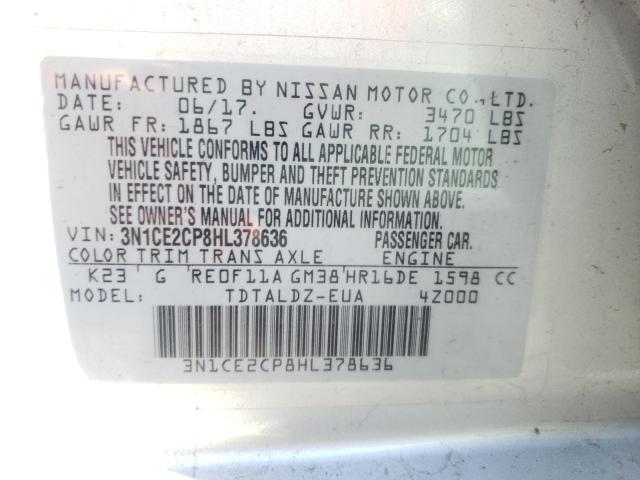 MANUFACTURED BY NISSAN MOTOR CO.,LTD.
DATE: 06/17. GVWR: 3470 LBS
GAWR FR: 1867 LBS GAWR RR: 1704 LBS
THIS VEHICLE CONFORMS TO ALL APPLICABLE FEDERAL MOTOR
VEHICLE SAFETY, BUMPER AND THEFT PREVENTION STANDARDS
IN EFFECT ON THE DATE OF MANUFACTURE SHOWN ABOVE.
SEE OWNER'S MANUAL FOR ADDITIONAL INFORMATION.
VIN: 3N1CE2CP8HL378636 PASSENGER CAR.
COLOR TRIM TRANS AXLE ENGINE
K23 G RE0F11A GM38 HR16DE 1598 CC
MODEL: TDTALDZ-EUA 4Z000
3N1CE2CP8HL378636